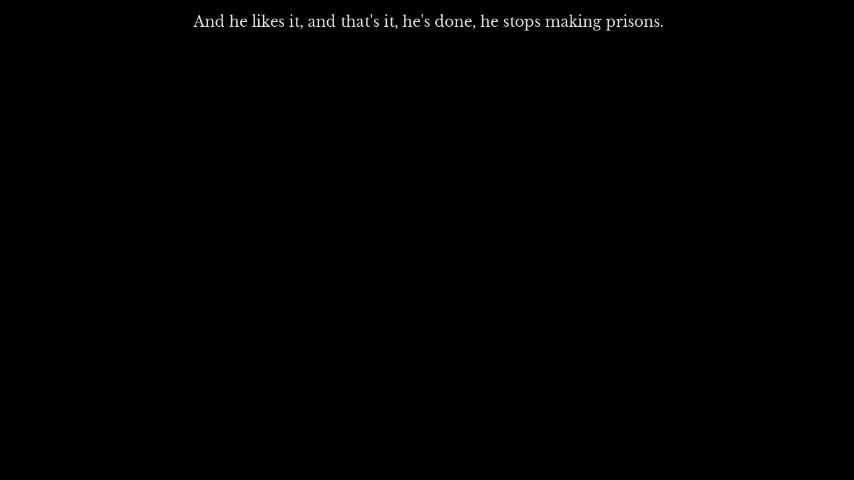 And he likes it, and that's it, he's done, he stops making prisons.